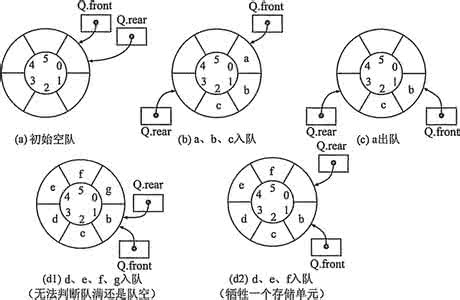 Q.front
Q.rear
4 5 0
3 2 1
(a) 初始空队
Q.front
a
b
c
4 5 0
3 2 1
Q.rear
(b) a、b、c入队
b
c
4 5 0
3 2 1
Q.rear
Q.front
(c) a出队
e f g
d c b
4 5 0
3 2 1
Q.rear
Q.front
(d1) d、e、f、g入队
(无法判断队满还是队空)
e f
d c b
4 5 0
3 2 1
Q.rear
Q.front
(d2) d、e、f入队
(牺牲一个存储单元)